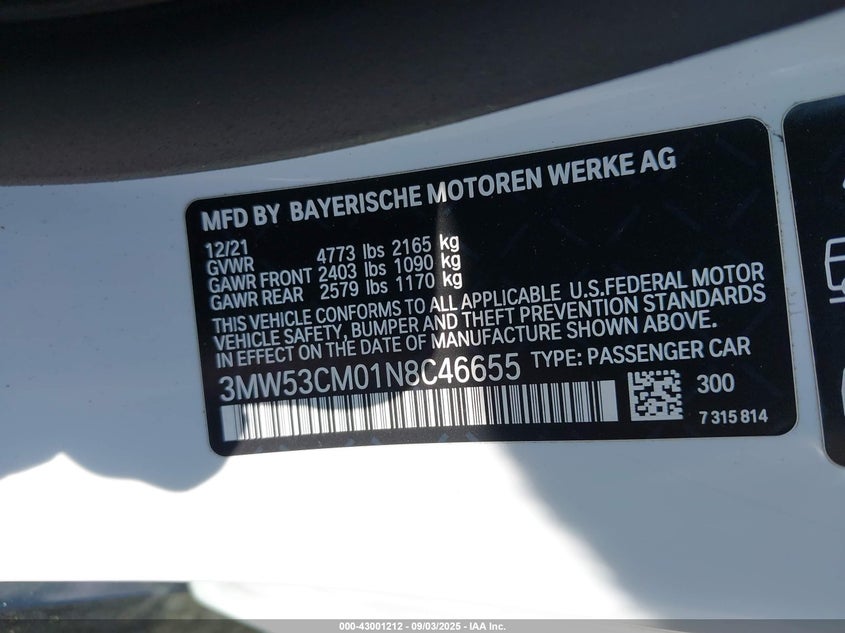 MFD BY BAYERISCHE MOTOREN WERKE AG
12/21
GVWR 4773 lbs 2165 kg
GAWR FRONT 2403 lbs 1090 kg
GAWR REAR 2579 lbs 1170 kg
THIS VEHICLE CONFORMS TO ALL APPLICABLE U.S.FEDERAL MOTOR
VEHICLE SAFETY, BUMPER AND THEFT PREVENTION STANDARDS
IN EFFECT ON THE DATE OF MANUFACTURE SHOWN ABOVE.
3MW53CM01N8C46655 TYPE: PASSENGER CAR
300
7 315 814
000-43001212 - 09/03/2025 - IAA Inc.